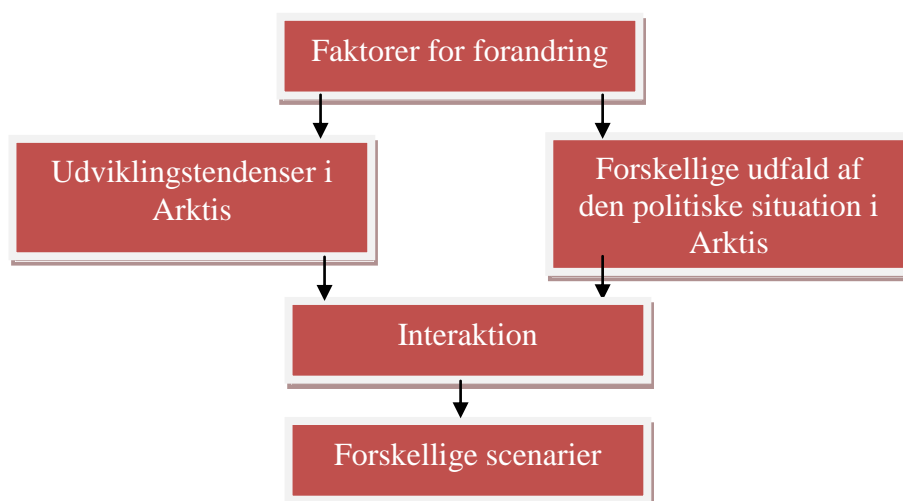 Faktorer for forandring
Udviklingstendenser i
Arktis
Forskellige udfald af
den politiske situation i
Arktis
Interaktion
Forskellige scenarier